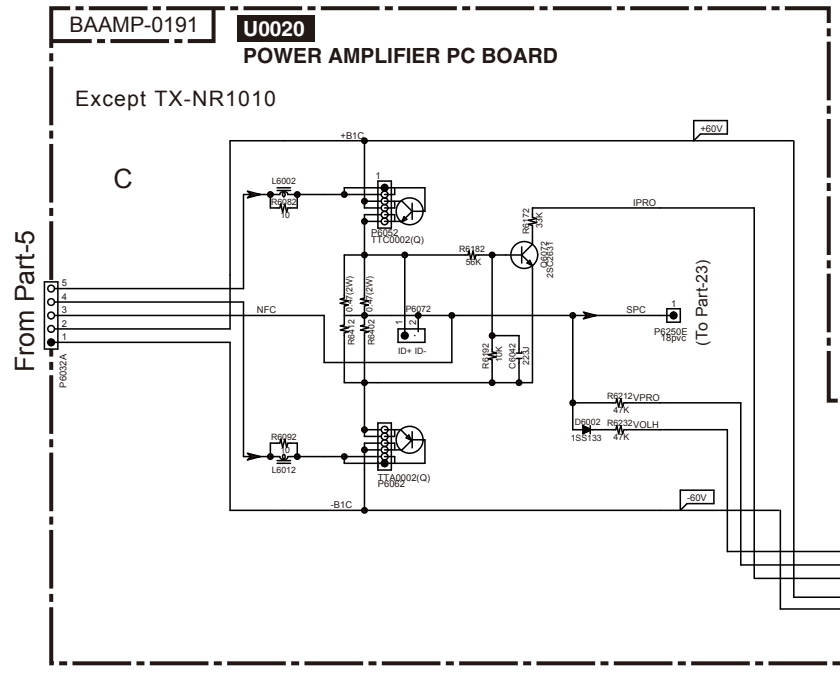 BAAMP-0191
U0020
POWER AMPLIFIER PC BOARD
Except TX-NR1010
+B1C
+60V
C
L6002
R6082
10
1
P6052
TTC0002(Q)
IPRO
R6172
33K
Q6072
2SC2631
R6182
56K
From Part-5
5
4
3
2
1
P6032A
NFC
0.47(2W)
0.47(2W)
R6412
R6402
P6072
1
2
ID+ ID-
R6192
10K
C6042
223J
SPC
1
P6250E
18pvc
(To Part-23)
R6212
VPRO
47K
D6002
1SS133
R6232
VOLH
47K
R6092
10
L6012
TTA0002(Q)
P6062
-B1C
-60V